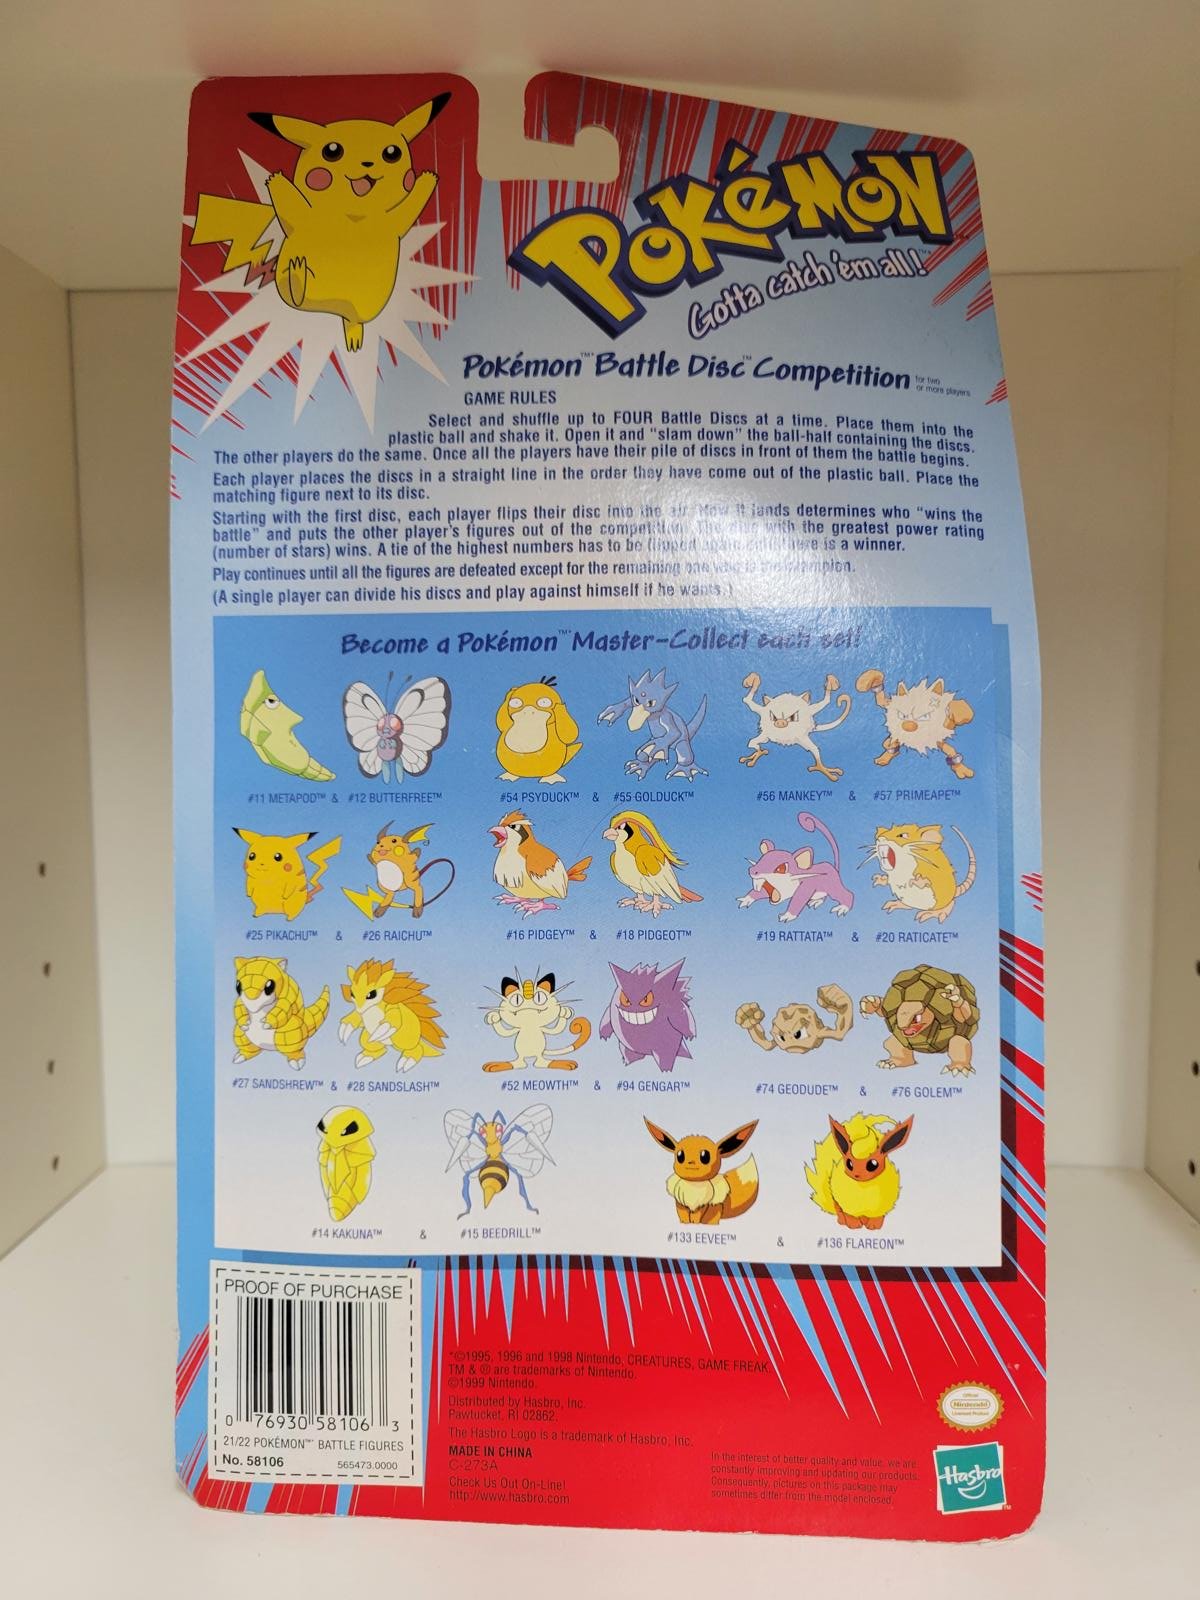 POKéMON
Gotta catch 'em all!™
Pokémon™ Battle Disc™ Competition for two
or more players
GAME RULES
Select and shuffle up to FOUR Battle Discs at a time. Place them into the
plastic ball and shake it. Open it and "slam down" the ball-half containing the discs.
The other players do the same. Once all the players have their pile of discs in front of them the battle begins.
Each player places the discs in a straight line in the order they have come out of the plastic ball. Place the
matching figure next to its disc.
Starting with the first disc, each player flips their disc into the air. How it lands determines who "wins the
battle" and puts the other player's figures out of the competition. The disc with the greatest power rating
(number of stars) wins. A tie of the highest numbers has to be flipped again until there is a winner.
Play continues until all the figures are defeated except for the remaining one who is the champion.
(A single player can divide his discs and play against himself if he wants.)
Become a Pokémon™ Master-Collect each set!
#11 METAPOD™ & #12 BUTTERFREE™ #54 PSYDUCK™ & #55 GOLDUCK™ #56 MANKEY™ & #57 PRIMEAPE™
#25 PIKACHU™ & #26 RAICHU™ #16 PIDGEY™ & #18 PIDGEOT™ #19 RATTATA™ & #20 RATICATE™
#27 SANDSHREW™ & #28 SANDSLASH™ #52 MEOWTH™ & #94 GENGAR™ #74 GEODUDE™ & #76 GOLEM™
#14 KAKUNA™ & #15 BEEDRILL™ #133 EEVEE™ & #136 FLAREON™
PROOF OF PURCHASE
0 76930 58106 3
21/22 POKÉMON™ BATTLE FIGURES
No. 58106 565473.0000
*©1995, 1996 and 1998 Nintendo, CREATURES, GAME FREAK.
TM & ® are trademarks of Nintendo.
©1999 Nintendo.
Distributed by Hasbro, Inc.
Pawtucket, RI 02862.
The Hasbro Logo is a trademark of Hasbro, Inc.
MADE IN CHINA
C-273A
Check Us Out On-Line!
http://www.hasbro.com
In the interest of better quality and value, we are
constantly improving and updating our products.
Consequently, pictures on this package may
sometimes differ from the model enclosed.
Official
Nintendo
Licensed Product
Hasbro
TM